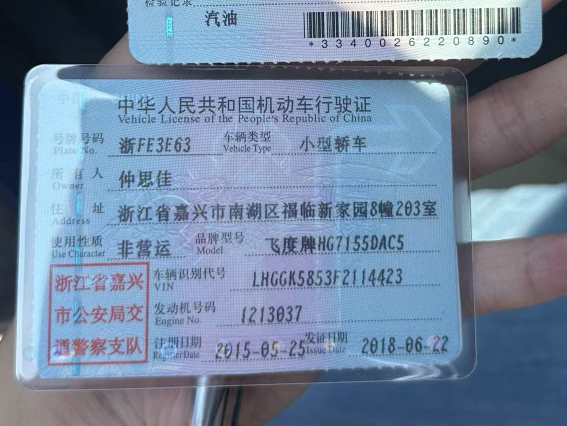 检验记录
汽油
*3340026220890*
中华人民共和国机动车行驶证
Vehicle License of the People's Republic of China
号牌号码 Plate No. 浙FE3E63 车辆类型 Vehicle Type 小型轿车
所有人 Owner 仲思佳
住址 Address 浙江省嘉兴市南湖区福临新家园8幢203室
使用性质 Use Character 非营运 品牌型号 Model 飞度牌HG7155DAC5
浙江省嘉兴市公安局交通警察支队
车辆识别代号 VIN LHGGK5853F2114423
发动机号码 Engine No. 1213037
注册日期 Register Date 2015-05-25 发证日期 Issue Date 2018-06-22